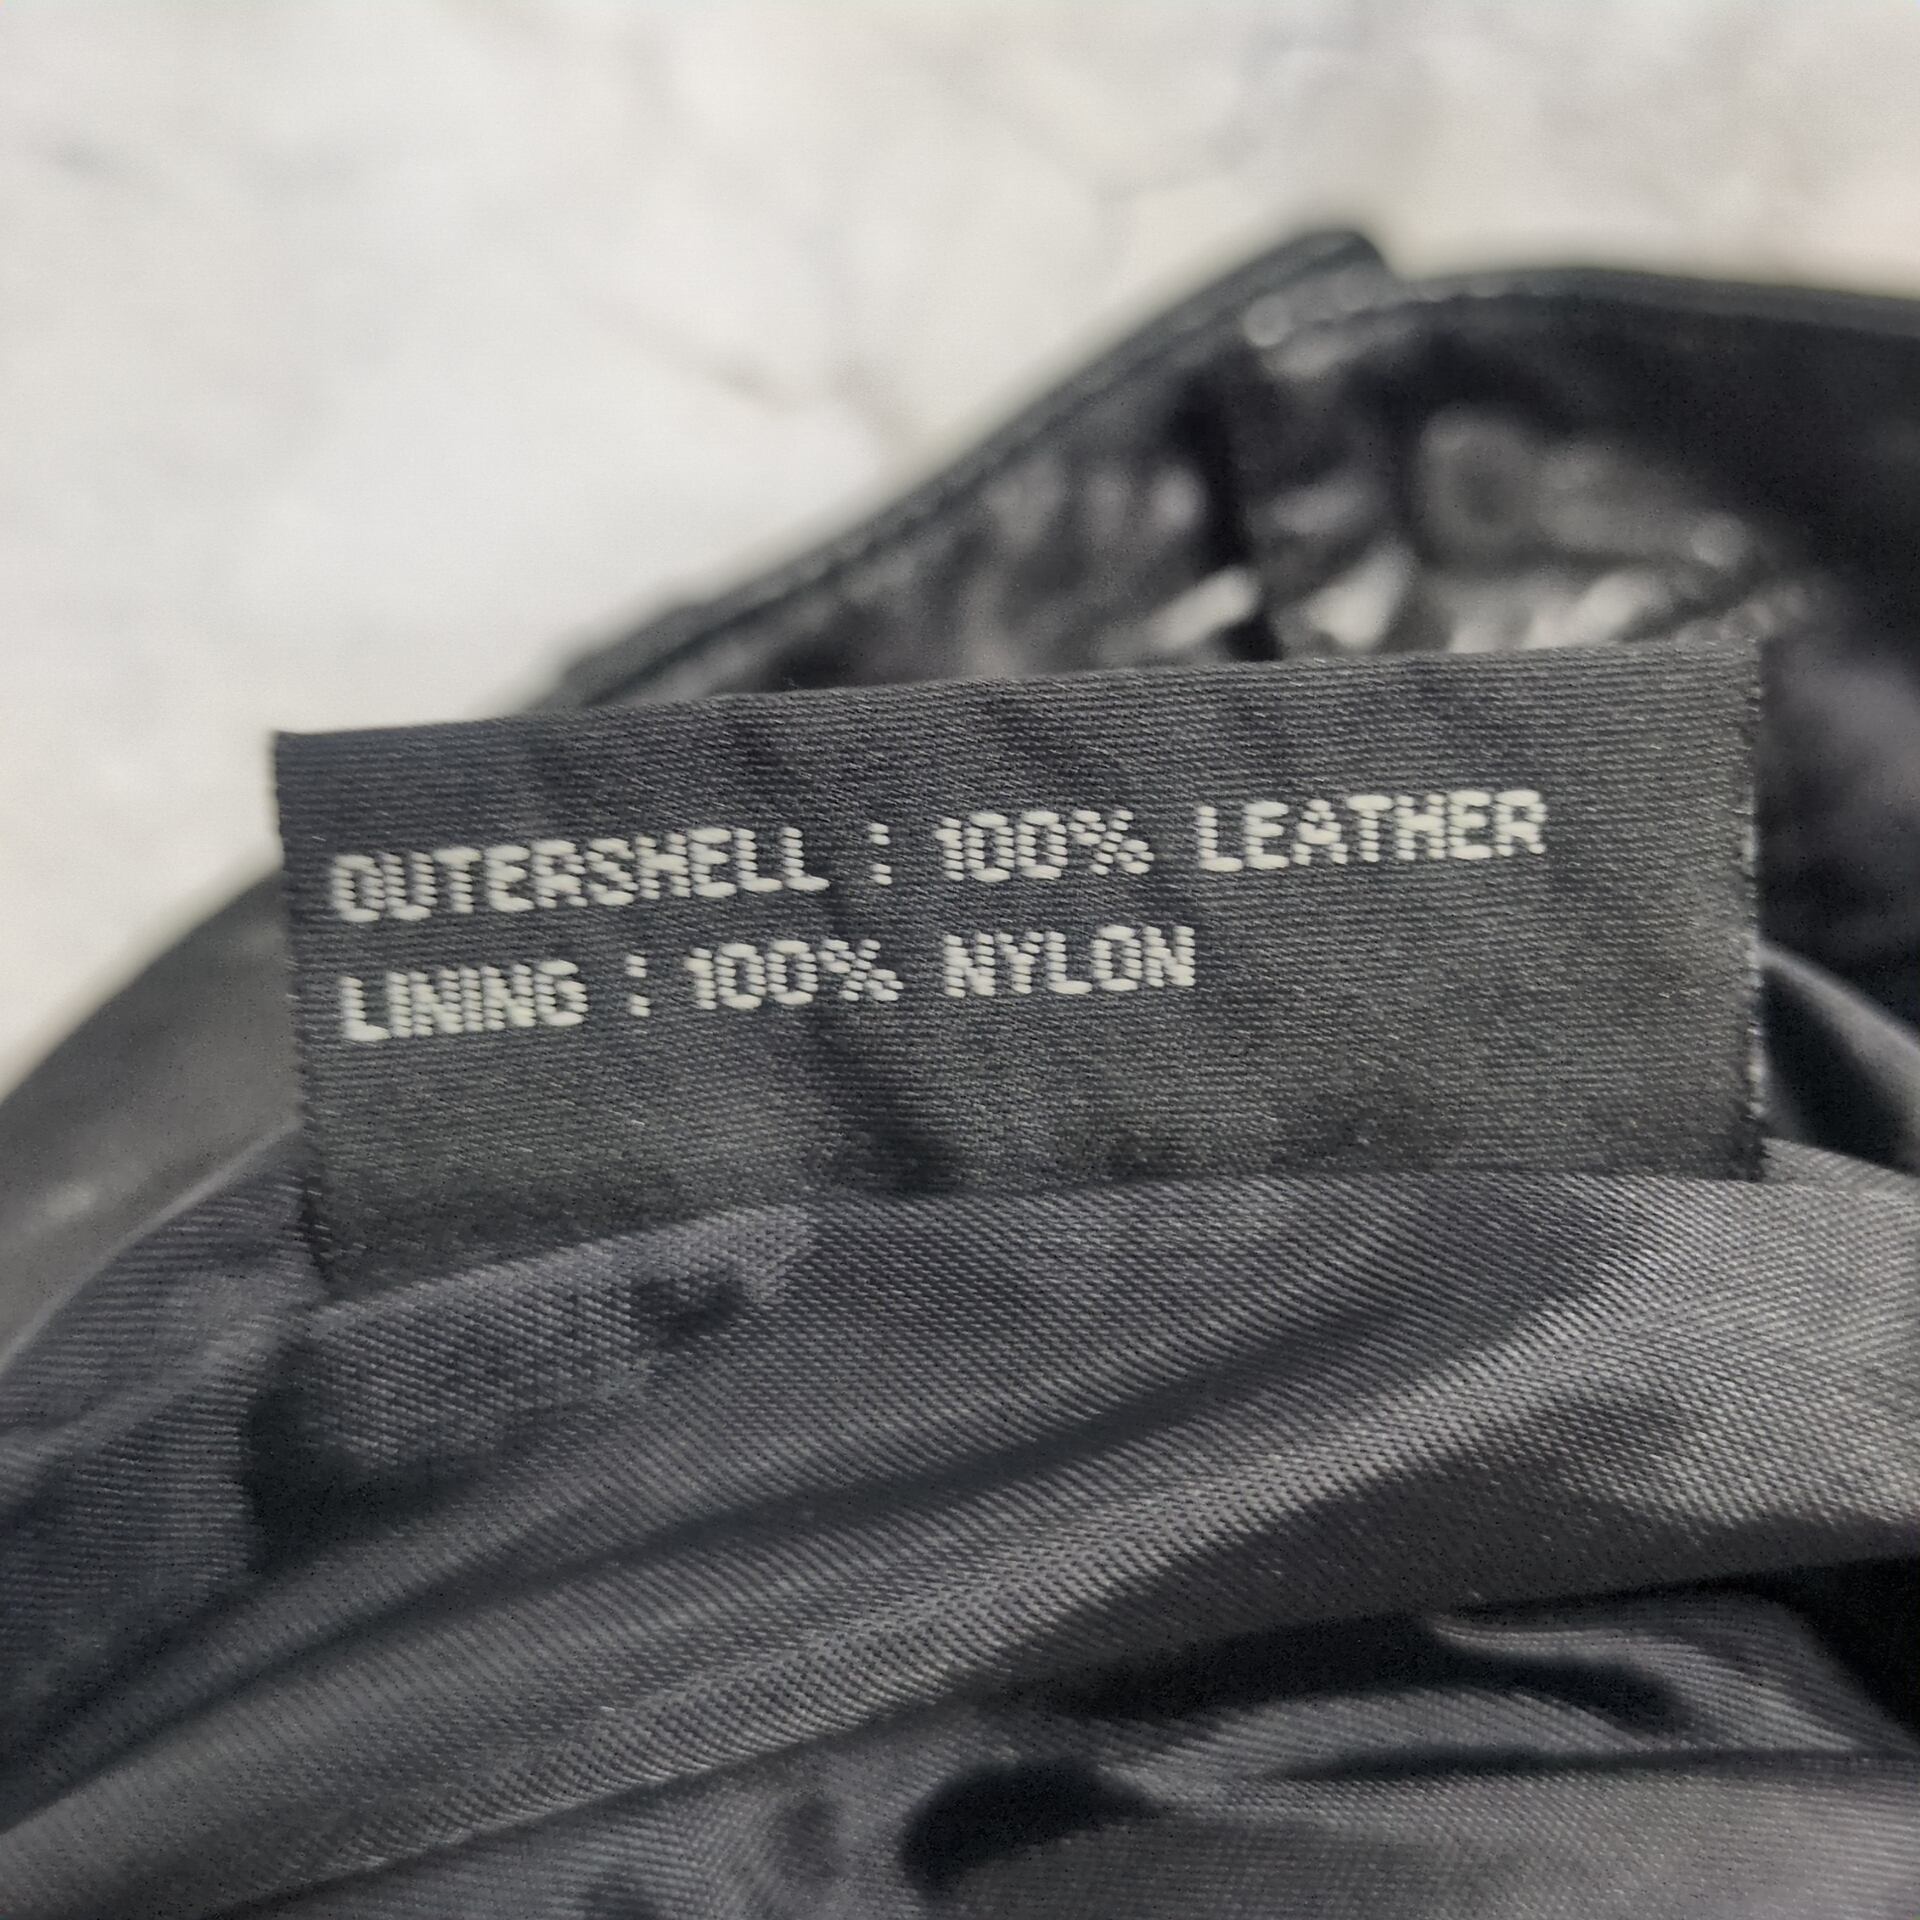 OUTERSHELL : 100% LEATHER
LINING : 100% NYLON